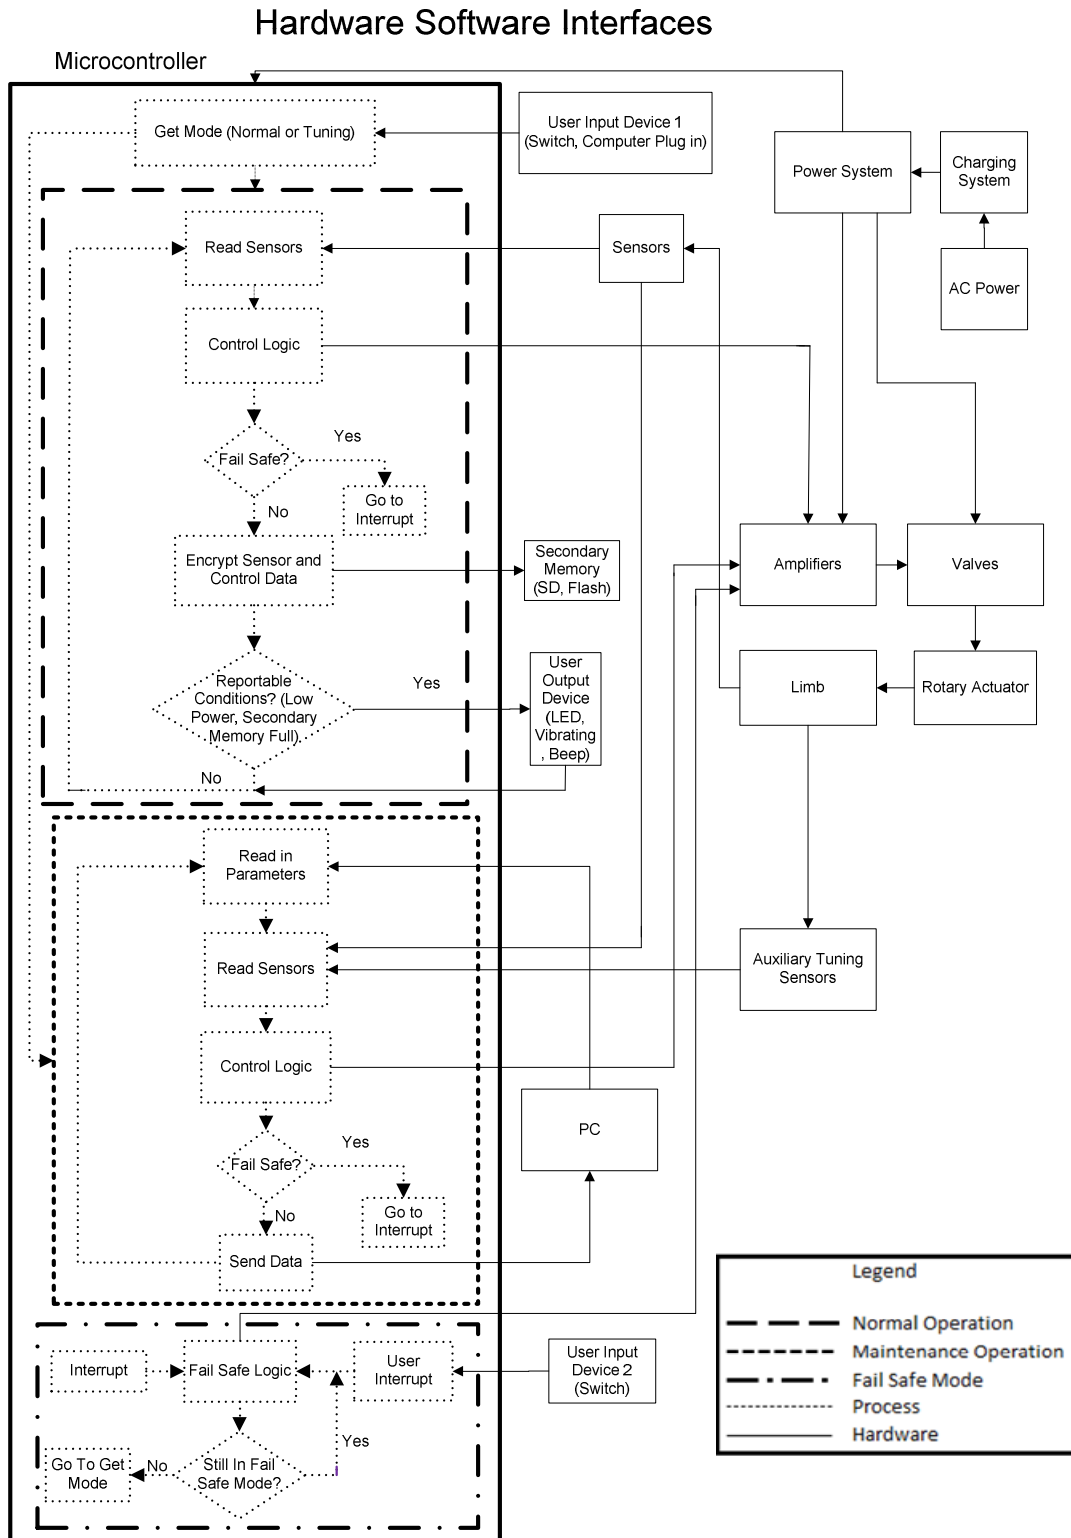 Hardware Software Interfaces
Microcontroller
Get Mode (Normal or Tuning)
User Input Device 1
(Switch, Computer Plug in)
Power System
Charging
System
AC Power
Read Sensors
Sensors
Control Logic
Fail Safe?
Yes
Go to
Interrupt
No
Encrypt Sensor and
Control Data
Secondary
Memory
(SD, Flash)
Amplifiers
Valves
Reportable
Conditions? (Low
Power, Secondary
Memory Full)
Yes
User
Output
Device
(LED,
Vibrating
, Beep)
Limb
Rotary Actuator
No
Read in
Parameters
Read Sensors
Auxiliary Tuning
Sensors
Control Logic
PC
Fail Safe?
Yes
Go to
Interrupt
No
Send Data
Interrupt
Fail Safe Logic
User
Interrupt
User Input
Device 2
(Switch)
Yes
Still In Fail
Safe Mode?
No
Go To Get
Mode
Legend
Normal Operation
Maintenance Operation
Fail Safe Mode
Process
Hardware